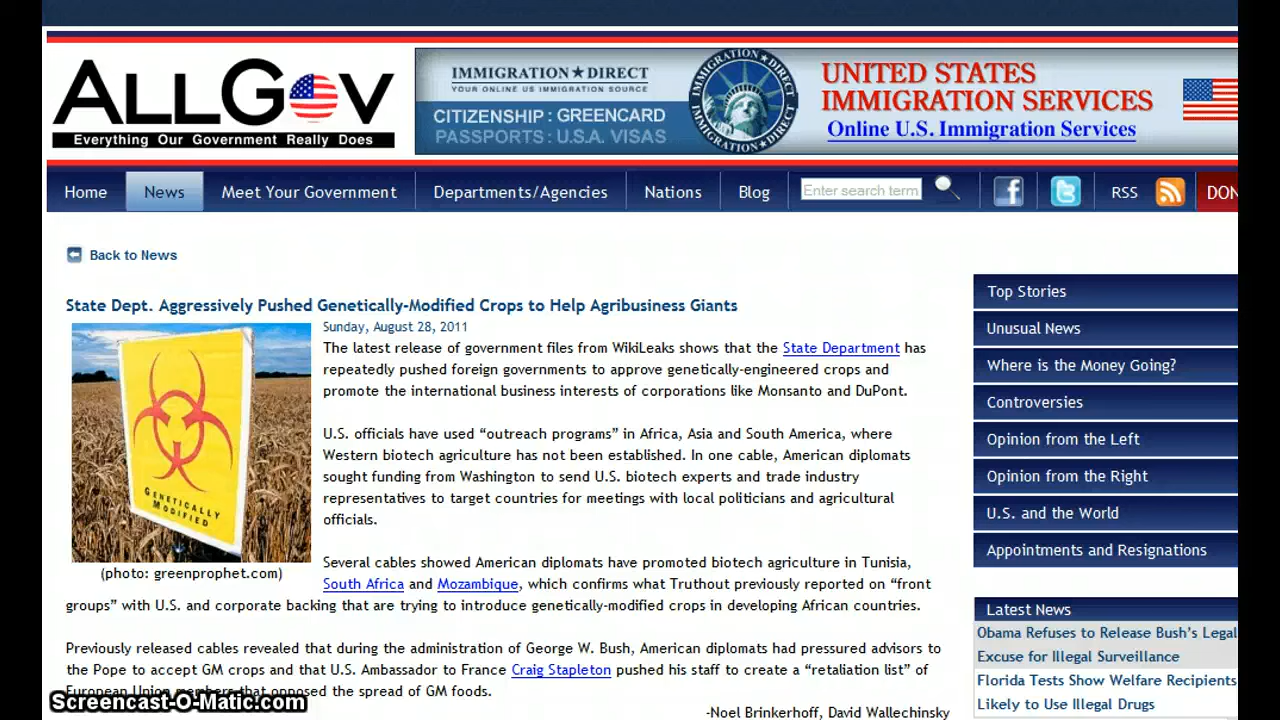 ALLGOV
Everything Our Government Really Does
IMMIGRATION★DIRECT
YOUR ONLINE US IMMIGRATION SOURCE
CITIZENSHIP : GREENCARD
PASSPORTS : U.S.A. VISAS
IMMIGRATION DIRECT
IMMIGRATION DIRECT
UNITED STATES
IMMIGRATION SERVICES
Online U.S. Immigration Services
Home
News
Meet Your Government
Departments/Agencies
Nations
Blog
Enter search term
f
t
RSS
DON
Back to News
State Dept. Aggressively Pushed Genetically-Modified Crops to Help Agribusiness Giants
Sunday, August 28, 2011
The latest release of government files from WikiLeaks shows that the State Department has
repeatedly pushed foreign governments to approve genetically-engineered crops and
promote the international business interests of corporations like Monsanto and DuPont.
U.S. officials have used “outreach programs” in Africa, Asia and South America, where
Western biotech agriculture has not been established. In one cable, American diplomats
sought funding from Washington to send U.S. biotech experts and trade industry
representatives to target countries for meetings with local politicians and agricultural
officials.
GENETICALLY
MODIFIED
(photo: greenprophet.com)
Several cables showed American diplomats have promoted biotech agriculture in Tunisia,
South Africa and Mozambique, which confirms what Truthout previously reported on “front
groups” with U.S. and corporate backing that are trying to introduce genetically-modified crops in developing African countries.
Previously released cables revealed that during the administration of George W. Bush, American diplomats had pressured advisors to
the Pope to accept GM crops and that U.S. Ambassador to France Craig Stapleton pushed his staff to create a “retaliation list” of
European Union members that opposed the spread of GM foods.
-Noel Brinkerhoff, David Wallechinsky
Top Stories
Unusual News
Where is the Money Going?
Controversies
Opinion from the Left
Opinion from the Right
U.S. and the World
Appointments and Resignations
Latest News
Obama Refuses to Release Bush’s Legal
Excuse for Illegal Surveillance
Florida Tests Show Welfare Recipients
Likely to Use Illegal Drugs
Screencast-O-Matic.com